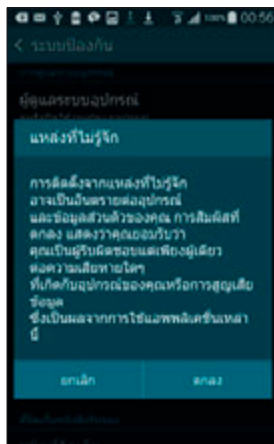 00:56
ระบบป้องกัน
ผู้ดูแลระบบอุปกรณ์
แหล่งที่ไม่รู้จัก
การติดตั้งจากแหล่งที่ไม่รู้จัก
อาจเป็นอันตรายต่ออุปกรณ์
และข้อมูลส่วนตัวของคุณ การสัมผัสที่
ตกลง แสดงว่าคุณยอมรับว่า
คุณเป็นผู้รับผิดชอบแต่เพียงผู้เดียว
ต่อความเสียหายใดๆ
ที่เกิดกับอุปกรณ์ของคุณหรือการสูญเสีย
ข้อมูล
ซึ่งเป็นผลจากการใช้แอพพลิเคชั่นเหล่า
นี้
ยกเลิก
ตกลง